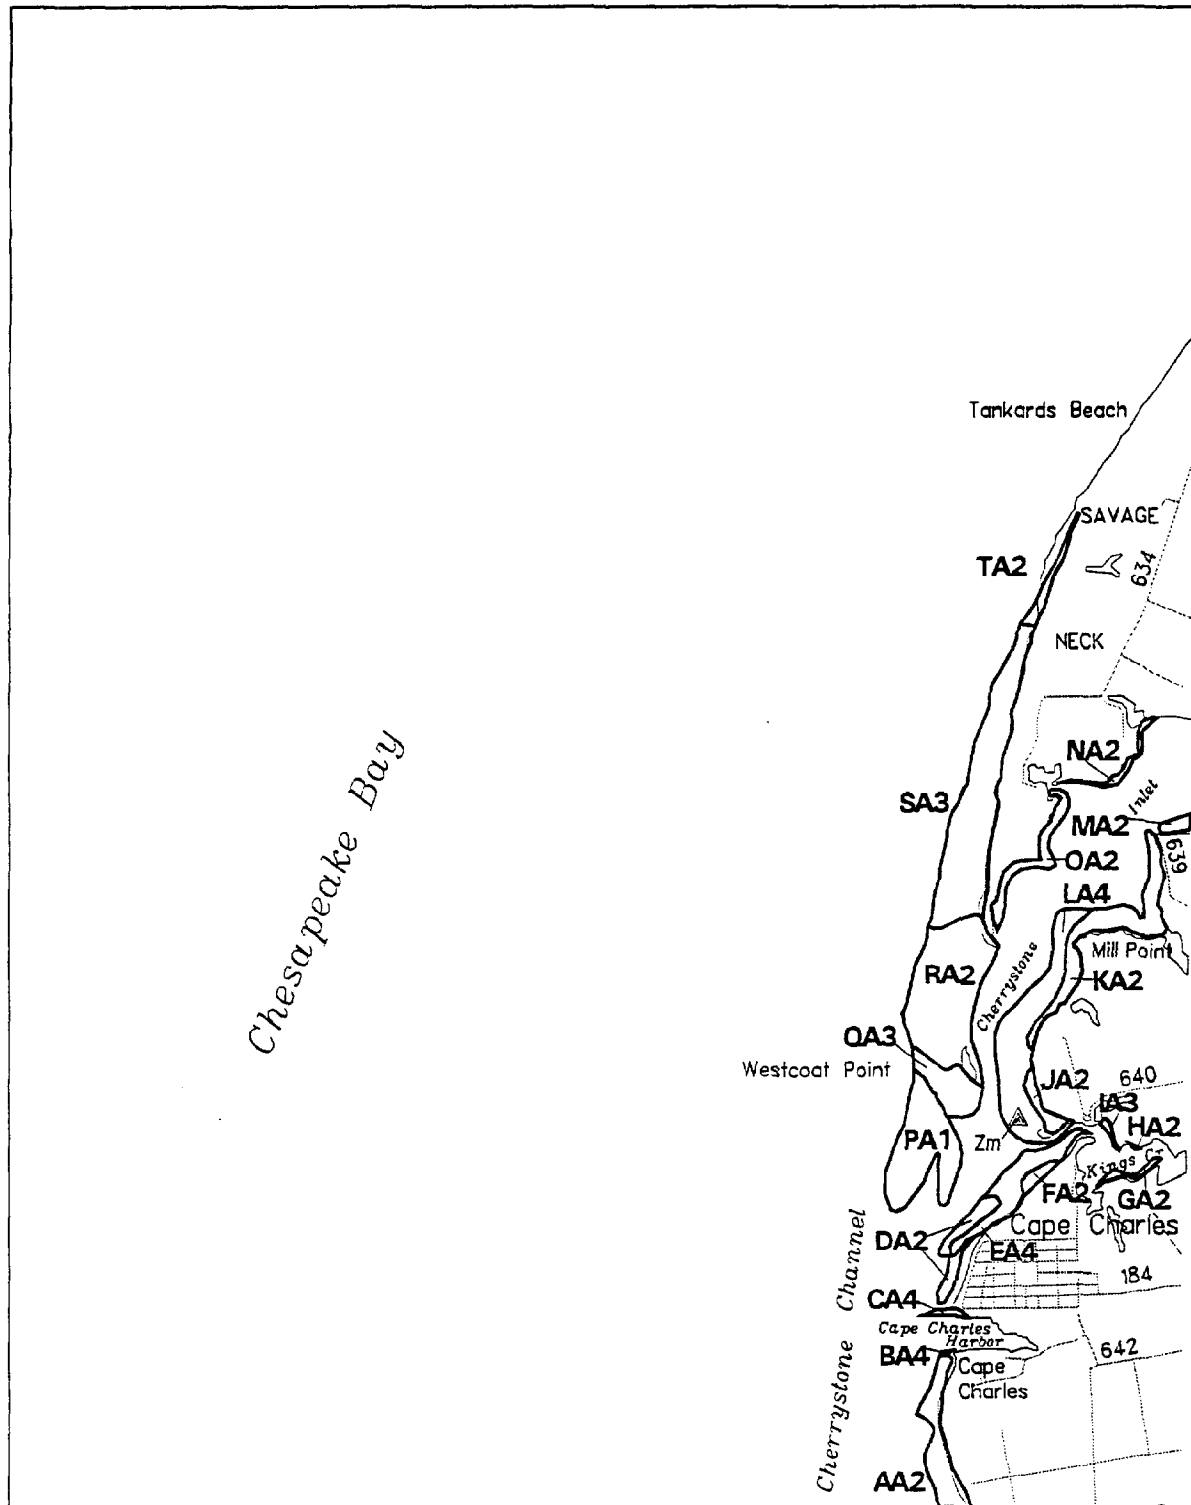 Tankards Beach
SAVAGE
TA2
634
NECK
NA2
Chesapeake Bay
SA3
Inlet
MA2
639
OA2
LA4
Mill Point
RA2
Cherrystone
KA2
QA3
Westcoat Point
JA2
640
IA3
PA1
Zm
HA2
Kings Cr
FA2
GA2
Cape Charles
DA2
EA4
184
Cherrystone Channel
CA4
Cape Charles
Harbor
BA4
642
Cape
Charles
AA2